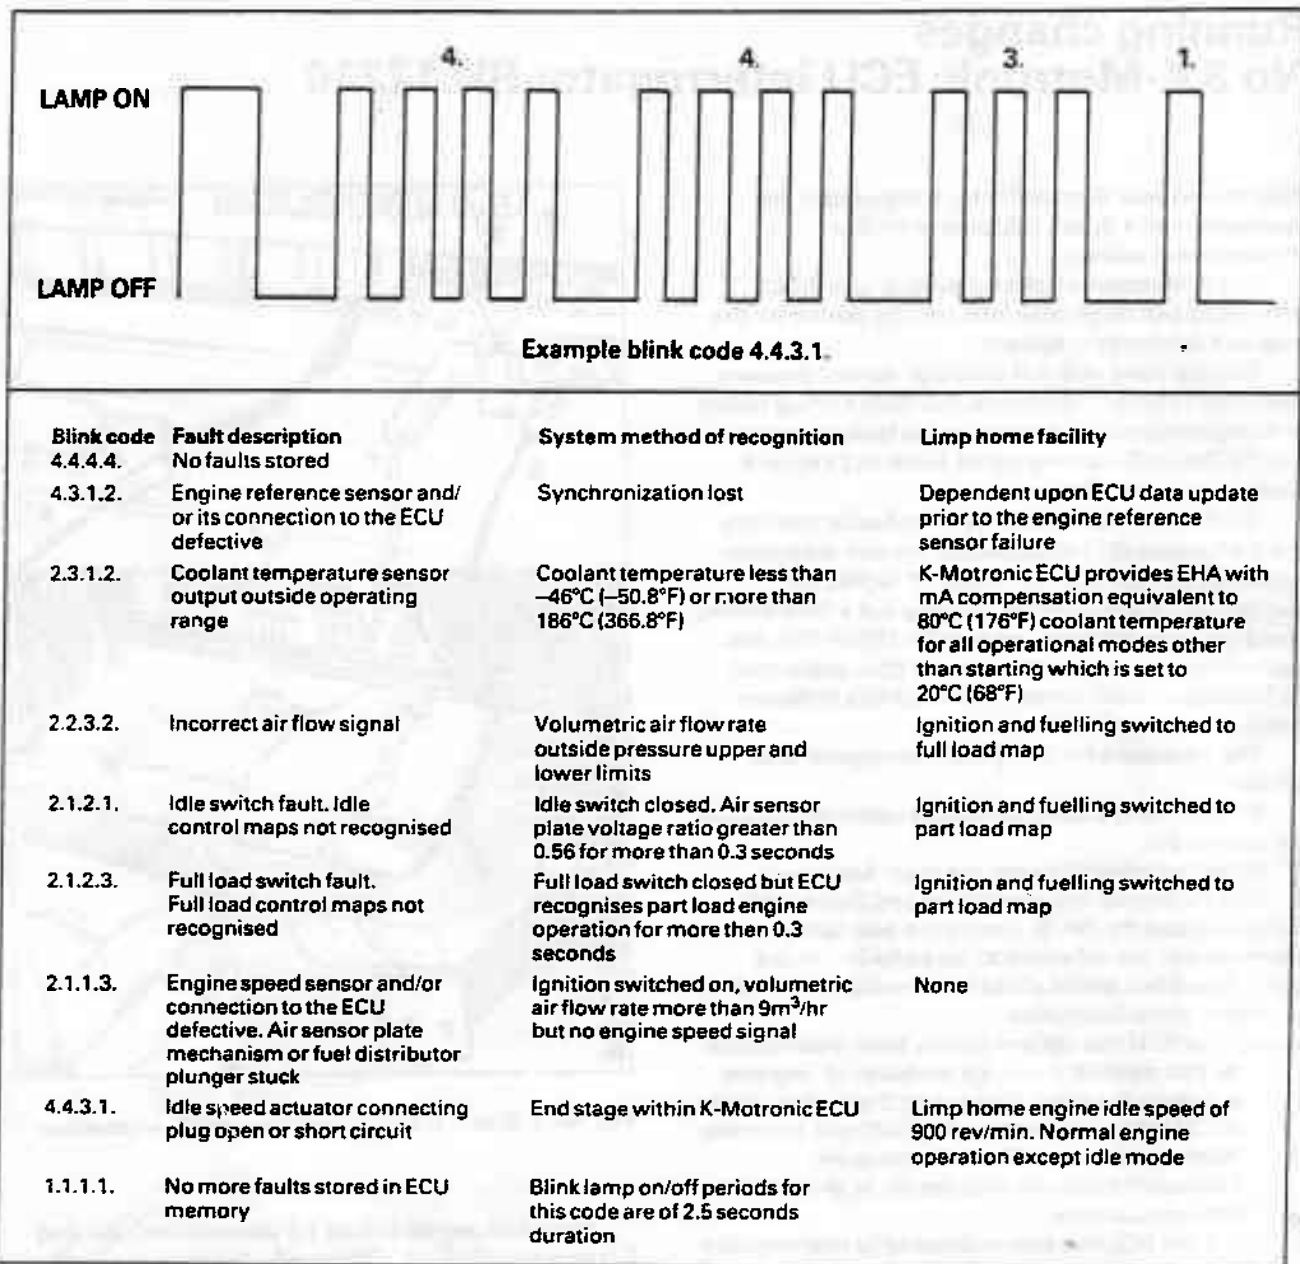 4.
4.
3.
1.
LAMP ON
LAMP OFF
Example blink code 4.4.3.1.
Blink code Fault description System method of recognition Limp home facility
4.4.4.4. No faults stored
4.3.1.2. Engine reference sensor and/
or its connection to the ECU
defective
Synchronization lost
Dependent upon ECU data update
prior to the engine reference
sensor failure
2.3.1.2. Coolant temperature sensor
output outside operating
range
Coolant temperature less than
–46°C (–50.8°F) or more than
186°C (366.8°F)
K-Motronic ECU provides EHA with
mA compensation equivalent to
80°C (176°F) coolant temperature
for all operational modes other
than starting which is set to
20°C (68°F)
2.2.3.2. Incorrect air flow signal
Volumetric air flow rate
outside pressure upper and
lower limits
Ignition and fuelling switched to
full load map
2.1.2.1. Idle switch fault. Idle
control maps not recognised
Idle switch closed. Air sensor
plate voltage ratio greater than
0.56 for more than 0.3 seconds
Ignition and fuelling switched to
part load map
2.1.2.3. Full load switch fault.
Full load control maps not
recognised
Full load switch closed but ECU
recognises part load engine
operation for more then 0.3
seconds
Ignition and fuelling switched to
part load map
2.1.1.3. Engine speed sensor and/or
connection to the ECU
defective. Air sensor plate
mechanism or fuel distributor
plunger stuck
Ignition switched on, volumetric
air flow rate more than 9m³/hr
but no engine speed signal
None
4.4.3.1. Idle speed actuator connecting
plug open or short circuit
End stage within K-Motronic ECU
Limp home engine idle speed of
900 rev/min. Normal engine
operation except idle mode
1.1.1.1. No more faults stored in ECU
memory
Blink lamp on/off periods for
this code are of 2.5 seconds
duration